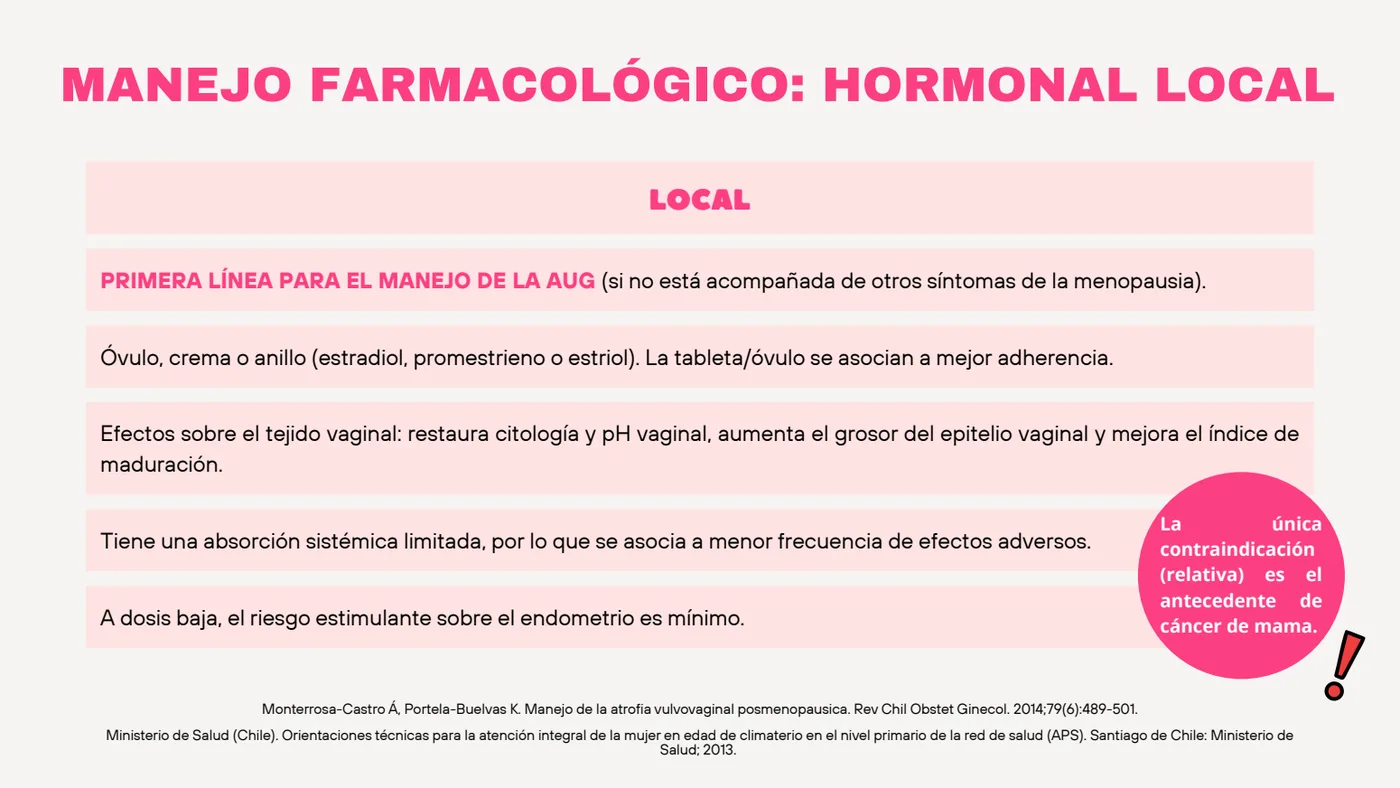 MANEJO FARMACOLÓGICO: HORMONAL LOCAL
LOCAL
PRIMERA LÍNEA PARA EL MANEJO DE LA AUG (si no está acompañada de otros síntomas de la menopausia).
Óvulo, crema o anillo (estradiol, promestrieno o estriol). La tableta/óvulo se asocian a mejor adherencia.
Efectos sobre el tejido vaginal: restaura citología y pH vaginal, aumenta el grosor del epitelio vaginal y mejora el índice de
maduración.
Tiene una absorción sistémica limitada, por lo que se asocia a menor frecuencia de efectos adversos.
A dosis baja, el riesgo estimulante sobre el endometrio es mínimo.
La única
contraindicación
(relativa) es el
antecedente de
cáncer de mama.
Monterrosa-Castro Á, Portela-Buelvas K. Manejo de la atrofia vulvovaginal posmenopausica. Rev Chil Obstet Ginecol. 2014;79(6):489-501.
Ministerio de Salud (Chile). Orientaciones técnicas para la atención integral de la mujer en edad de climaterio en el nivel primario de la red de salud (APS). Santiago de Chile: Ministerio de
Salud; 2013.